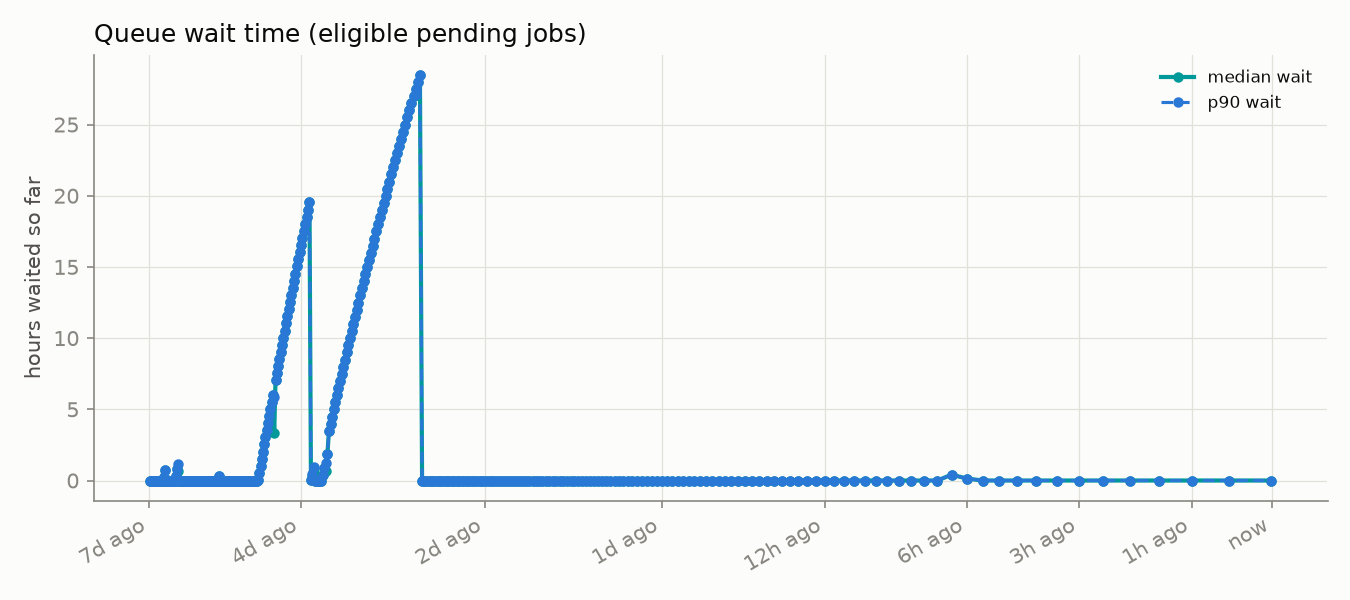 Queue wait time (eligible pending jobs)
median wait
p90 wait
hours waited so far
25
20
15
10
5
0
7d ago
4d ago
2d ago
1d ago
12h ago
6h ago
3h ago
1h ago
now